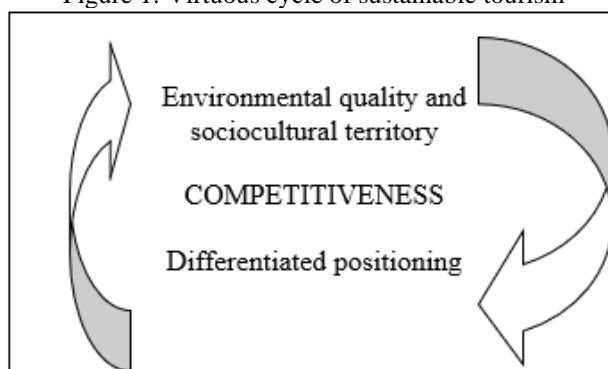 Figure 1: Virtuous cycle of sustainable tourism
Environmental quality and
sociocultural territory
COMPETITIVENESS
Differentiated positioning